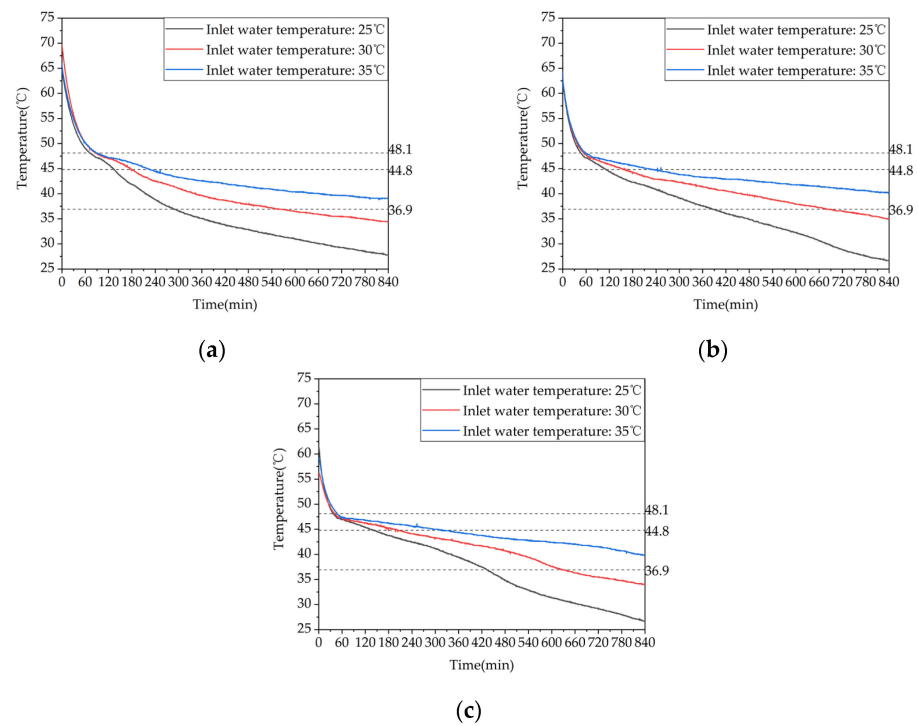 75
70
65
60
55
50
45
40
35
30
25
Temperature(℃)
Inlet water temperature: 25℃
Inlet water temperature: 30℃
Inlet water temperature: 35℃
48.1
44.8
36.9
0 60 120 180 240 300 360 420 480 540 600 660 720 780 840
Time(min)
(a)
75
70
65
60
55
50
45
40
35
30
25
Temperature(℃)
Inlet water temperature: 25℃
Inlet water temperature: 30℃
Inlet water temperature: 35℃
48.1
44.8
36.9
0 60 120 180 240 300 360 420 480 540 600 660 720 780 840
Time(min)
(b)
75
70
65
60
55
50
45
40
35
30
25
Temperature(℃)
Inlet water temperature: 25℃
Inlet water temperature: 30℃
Inlet water temperature: 35℃
48.1
44.8
36.9
0 60 120 180 240 300 360 420 480 540 600 660 720 780 840
Time(min)
(c)